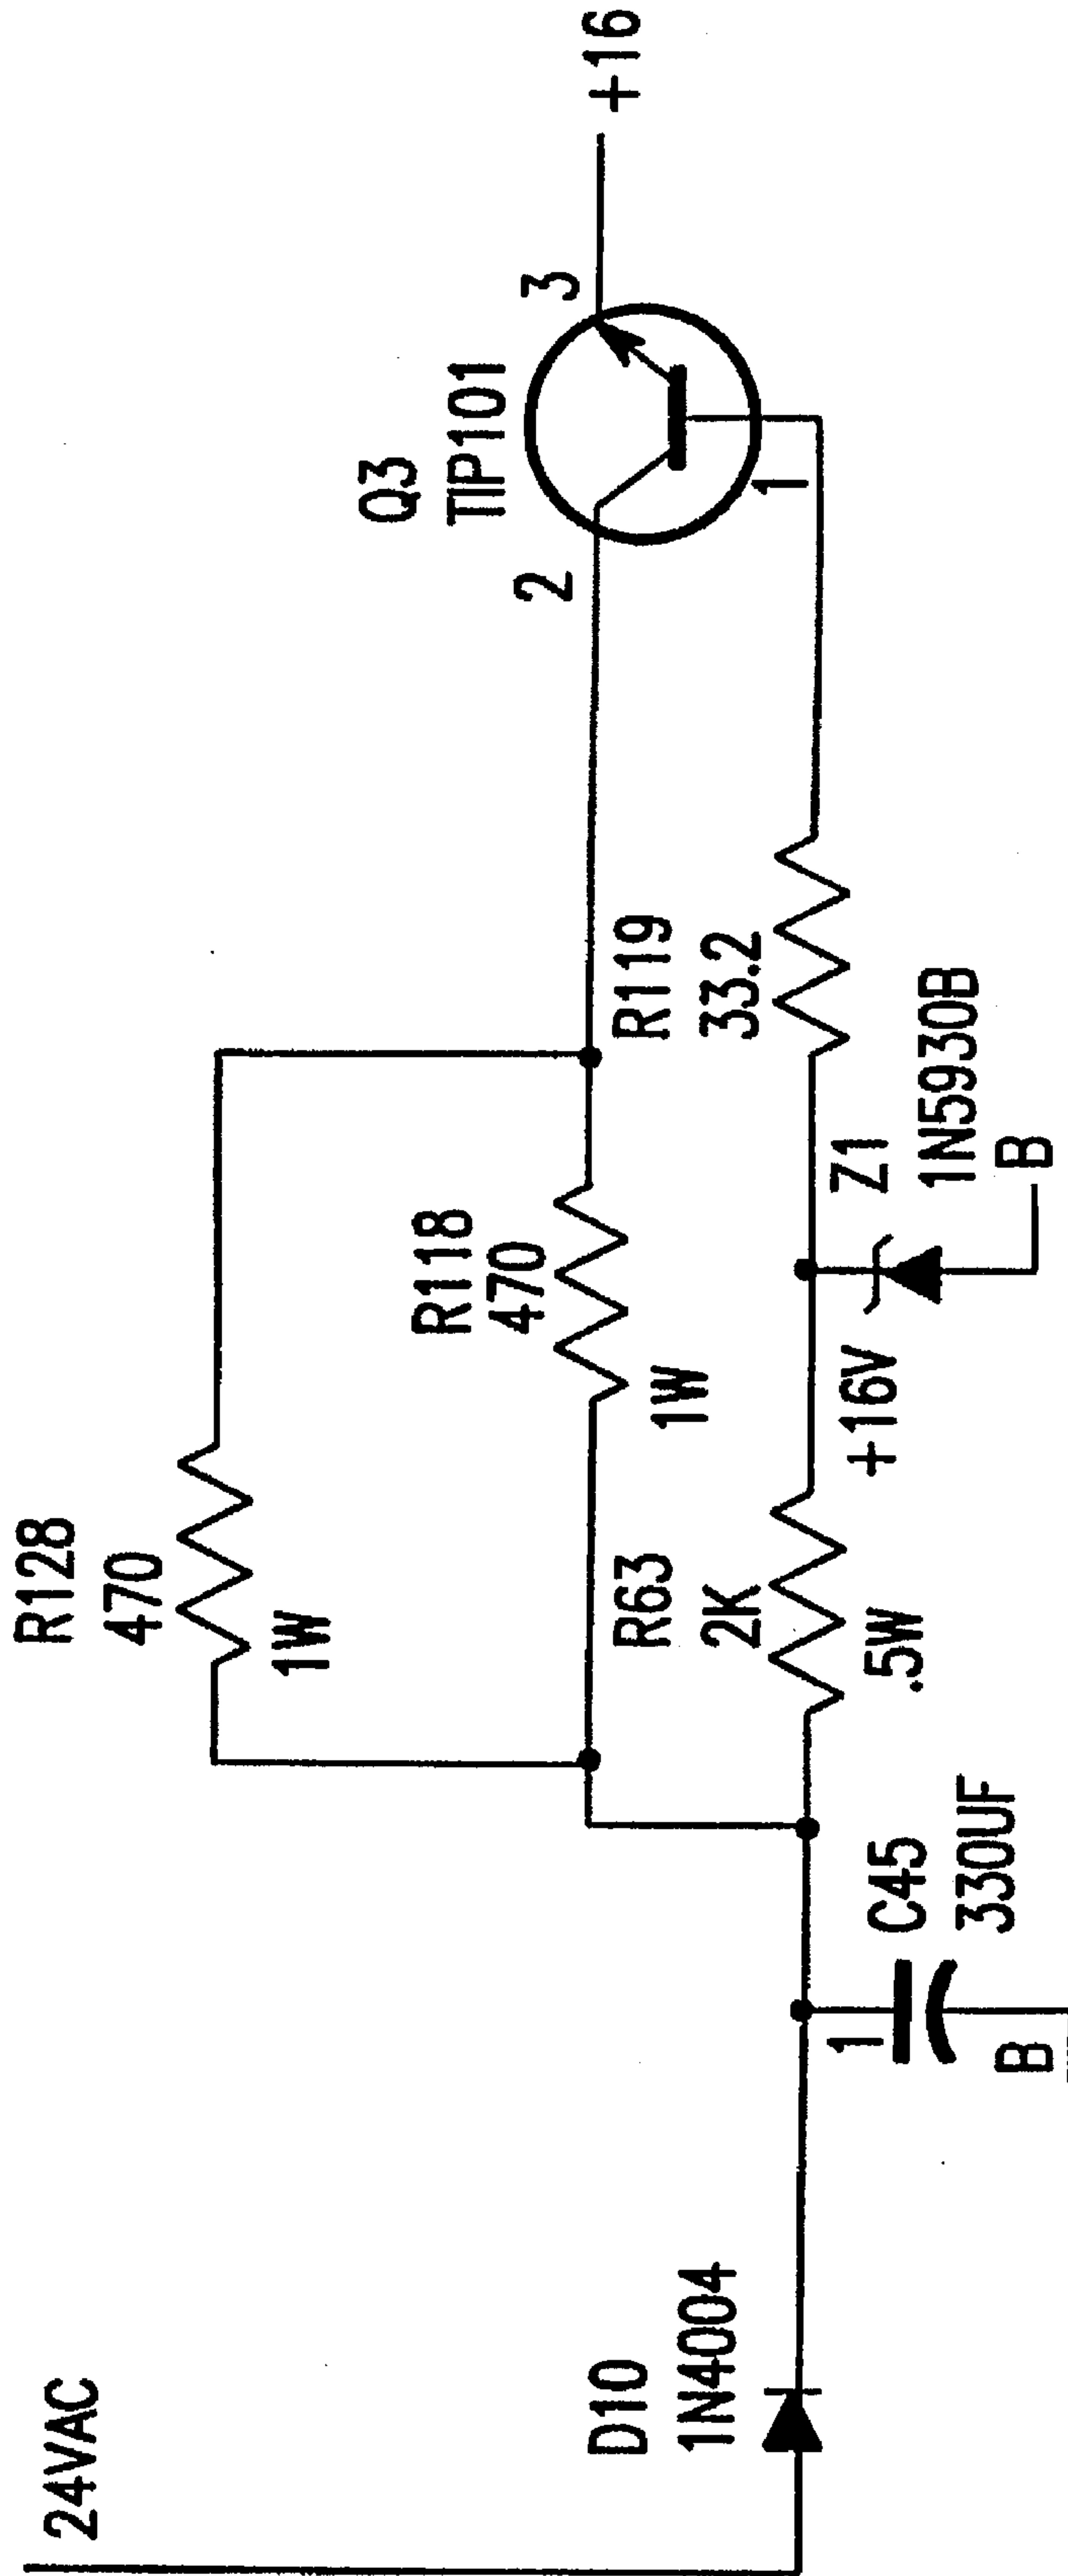 24VAC
D10
1N4004
1
C45
330UF
B
R128
470
1W
R118
470
1W
R63
2K
.5W
+16V
Z1
1N5930B
B
R119
33.2
Q3
TIP101
2
1
3
+16